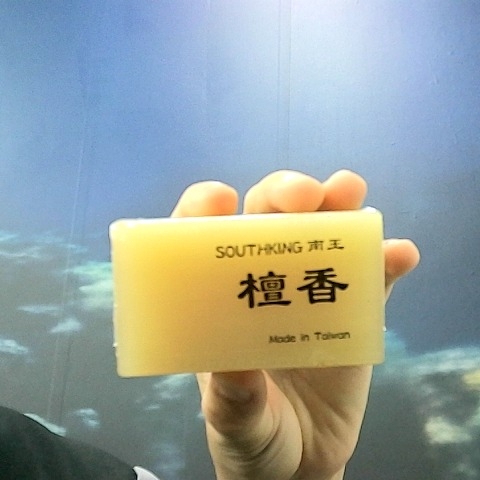 SOUTHKING 南王
檀香
Made in Taiwan